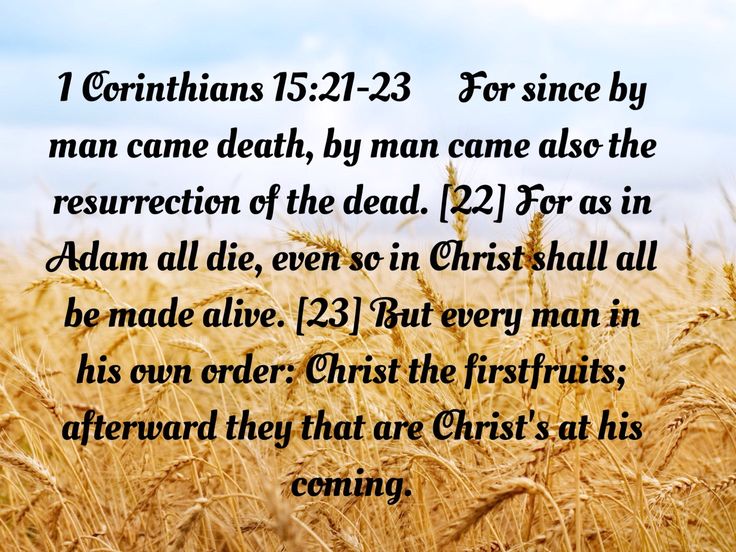 1 Corinthians 15:21-23 For since by
man came death, by man came also the
resurrection of the dead. [22] For as in
Adam all die, even so in Christ shall all
be made alive. [23] But every man in
his own order: Christ the firstfruits;
afterward they that are Christ's at his
coming.